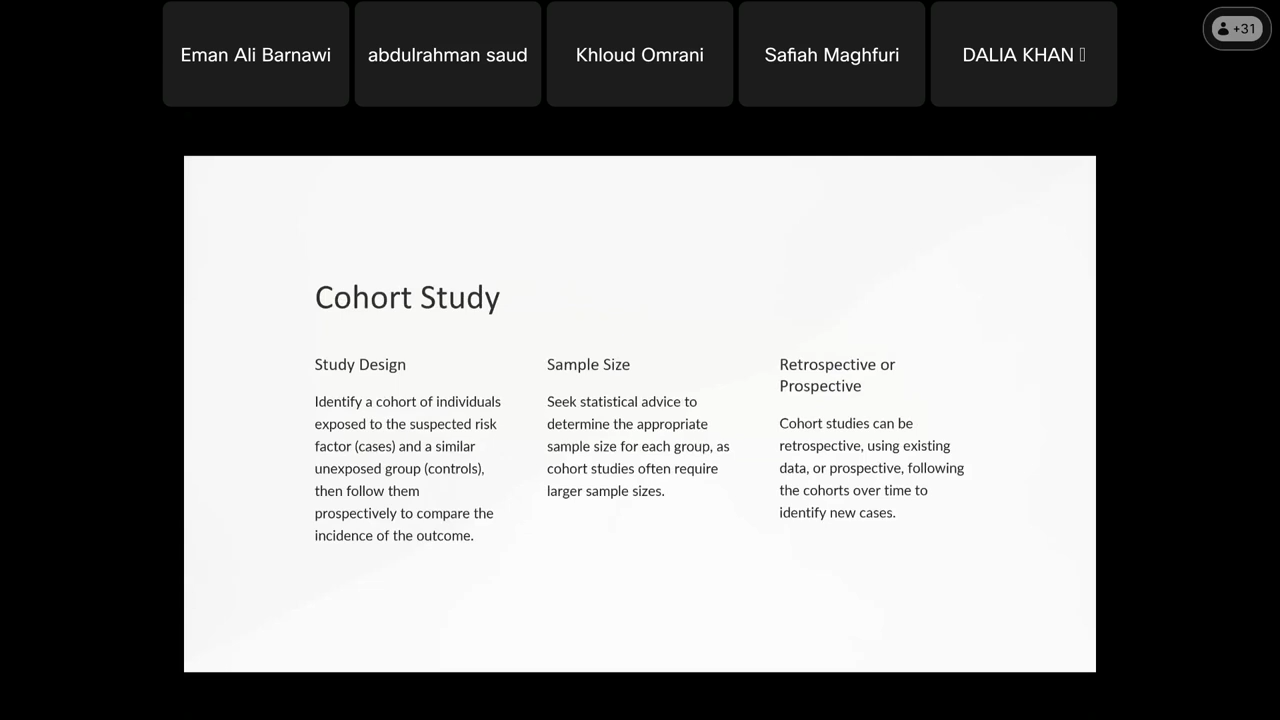 Eman Ali Barnawi
abdulrahman saud
Khloud Omrani
Safiah Maghfuri
DALIA KHAN
+31
Cohort Study
Study Design
Identify a cohort of individuals
exposed to the suspected risk
factor (cases) and a similar
unexposed group (controls),
then follow them
prospectively to compare the
incidence of the outcome.
Sample Size
Seek statistical advice to
determine the appropriate
sample size for each group, as
cohort studies often require
larger sample sizes.
Retrospective or
Prospective
Cohort studies can be
retrospective, using existing
data, or prospective, following
the cohorts over time to
identify new cases.